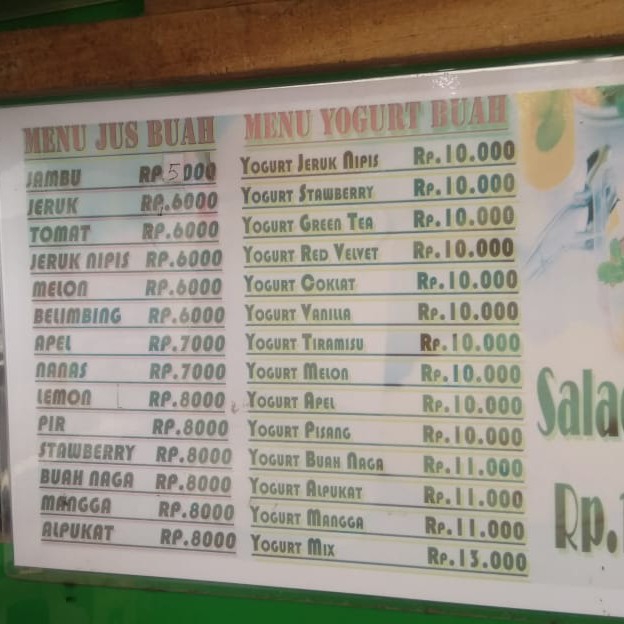 MENU JUS BUAH
JAMBU RP.5000
JERUK RP.6000
TOMAT RP.6000
JERUK NIPIS RP.6000
MELON RP.6000
BELIMBING RP.6000
APEL RP.7000
NANAS RP.7000
LEMON RP.8000
PIR RP.8000
STAWBERRY RP.8000
BUAH NAGA RP.8000
MANGGA RP.8000
ALPUKAT RP.8000
MENU YOGURT BUAH
YOGURT JERUK NIPIS RP.10.000
YOGURT STAWBERRY RP.10.000
YOGURT GREEN TEA RP.10.000
YOGURT RED VELVET RP.10.000
YOGURT COKLAT RP.10.000
YOGURT VANILLA RP.10.000
YOGURT TIRAMISU RP.10.000
YOGURT MELON RP.10.000
YOGURT APEL RP.10.000
YOGURT PISANG RP.10.000
YOGURT BUAH NAGA RP.11.000
YOGURT ALPUKAT RP.11.000
YOGURT MANGGA RP.11.000
YOGURT MIX RP.13.000
Rp.